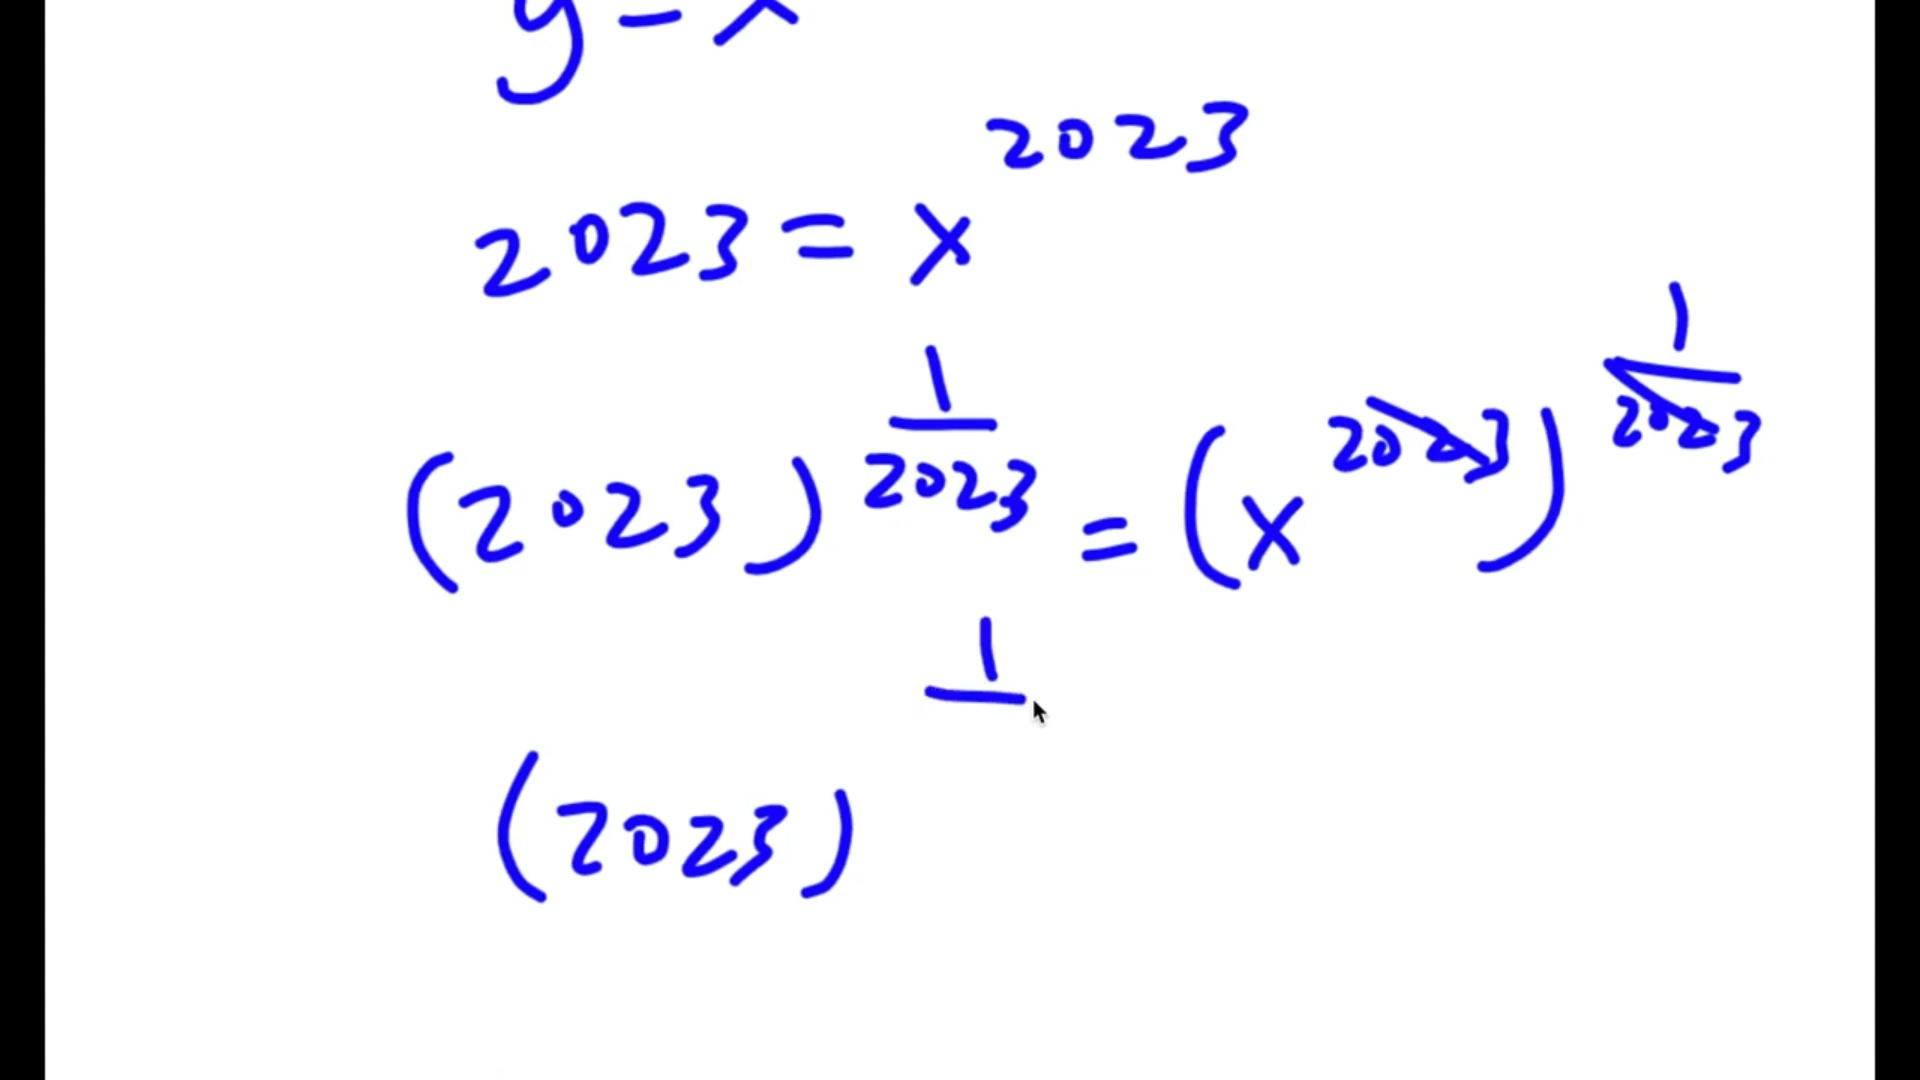 y = x
2023 = x^2023
(2023)^(1/2023) = (x^2023)^(1/2023)
(2023)^(1/